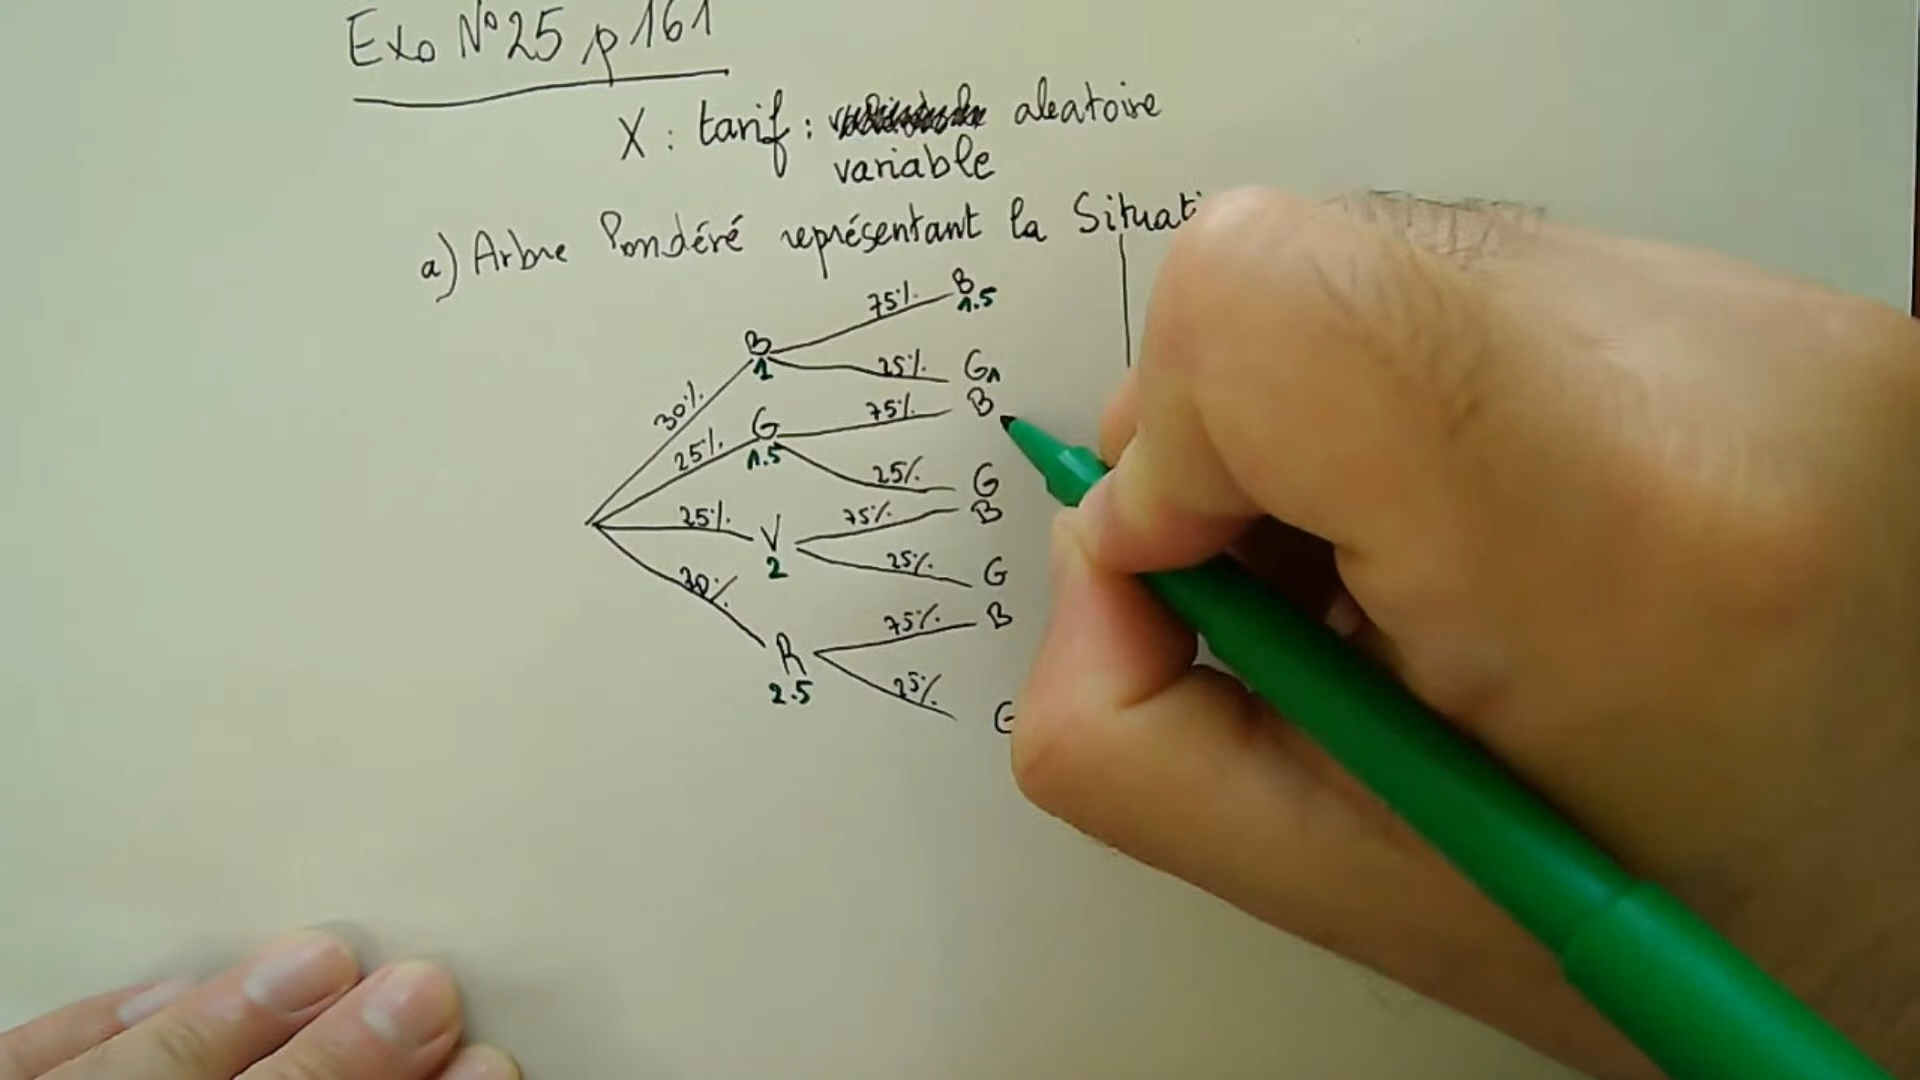 Exo N°25 p 161
X : tarif : aleatoire
variable
a) Arbre Pondéré représentant la Situati
75% B
1.5
B
1
30%
25% G1
75% B
G
1.5
25%
25% G
75% B
25% V
2
25% G
30%
75% B
R
2.5
25% G